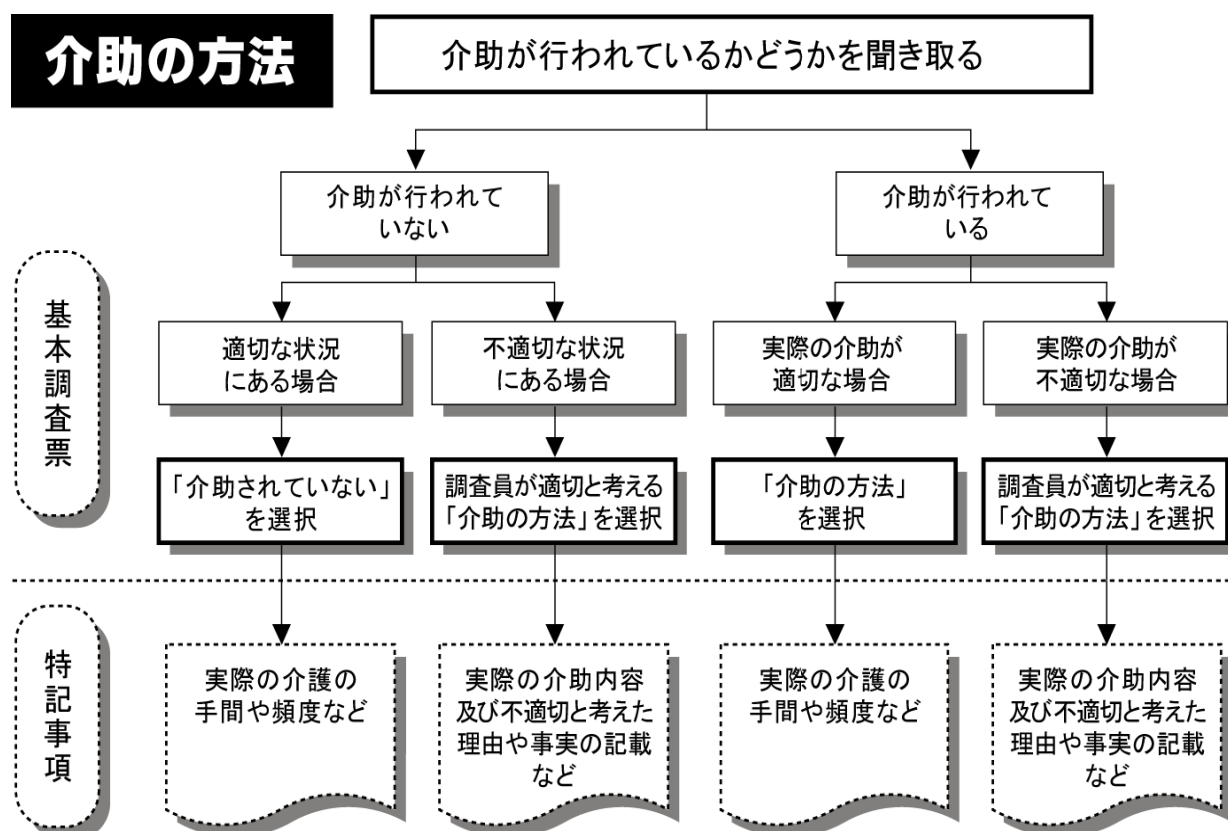 介助の方法
介助が行われているかどうかを聞き取る
介助が行われて
いない
介助が行われて
いる
基本調査票
適切な状況
にある場合
不適切な状況
にある場合
実際の介助が
適切な場合
実際の介助が
不適切な場合
「介助されていない」
を選択
調査員が適切と考える
「介助の方法」を選択
「介助の方法」
を選択
調査員が適切と考える
「介助の方法」を選択
特記事項
実際の介護の
手間や頻度など
実際の介助内容
及び不適切と考えた
理由や事実の記載
など
実際の介護の
手間や頻度など
実際の介助内容
及び不適切と考えた
理由や事実の記載
など